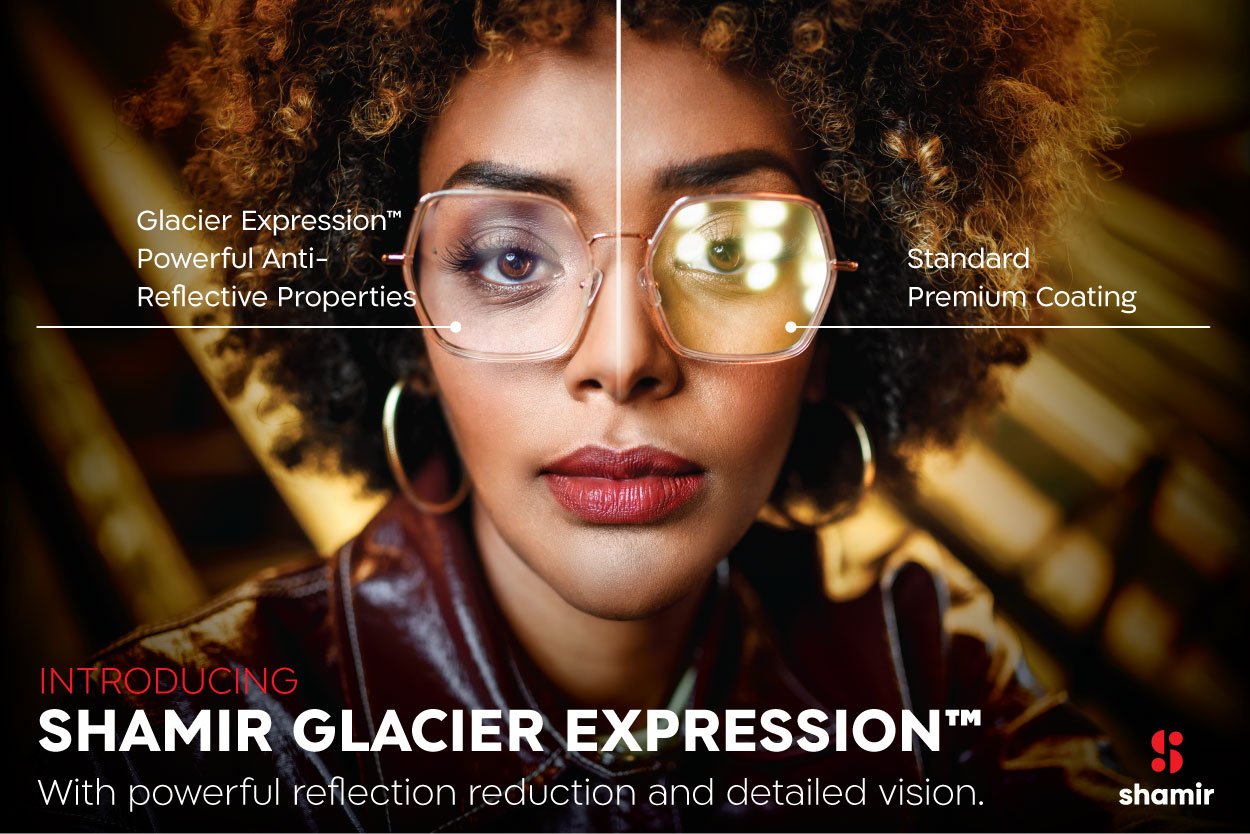 Glacier Expression™
Powerful Anti-
Reflective Properties
Standard
Premium Coating
INTRODUCING
SHAMIR GLACIER EXPRESSION™
With powerful reflection reduction and detailed vision.
shamir